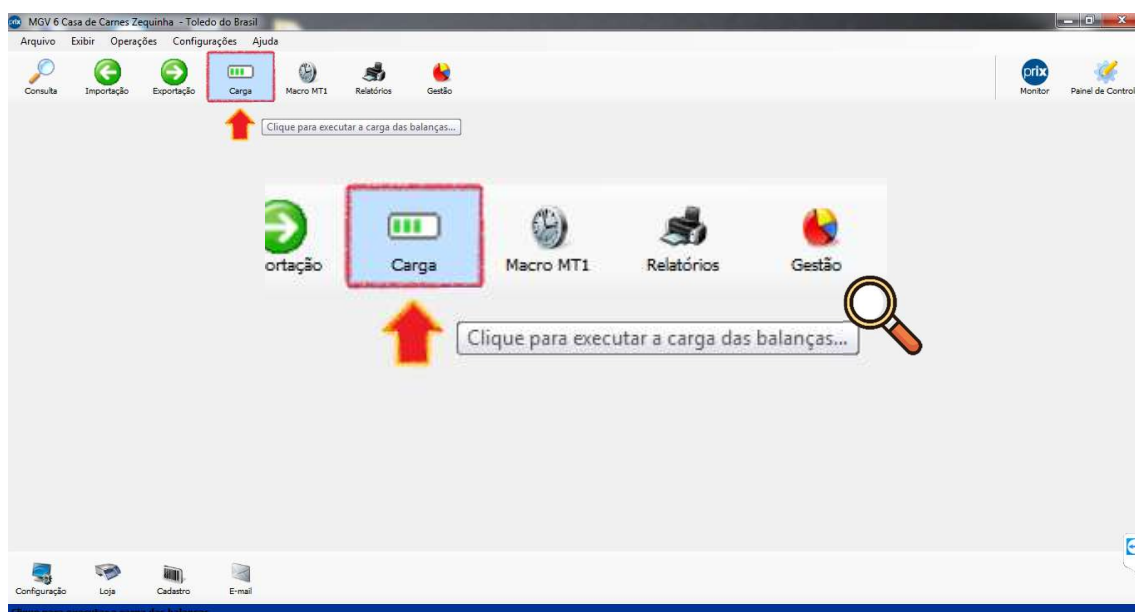 MGV 6 Casa de Carnes Zequinha - Toledo do Brasil
Arquivo Exibir Operações Configurações Ajuda
Consulta Importação Exportação Carga Macro MT1 Relatórios Gestão prix Monitor Painel de Control
Clique para executar a carga das balanças...
ortação Carga Macro MT1 Relatórios Gestão
Clique para executar a carga das balanças...
Configuração Loja Cadastro E-mail